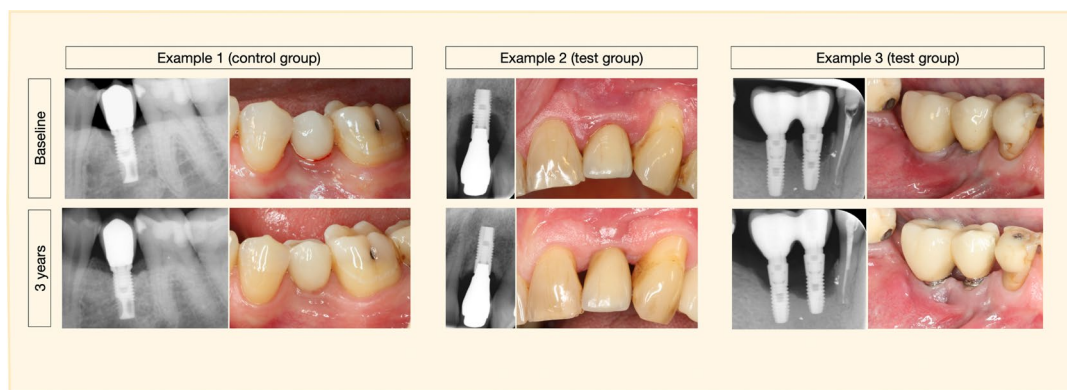 Example 1 (control group)
Example 2 (test group)
Example 3 (test group)
Baseline
3 years